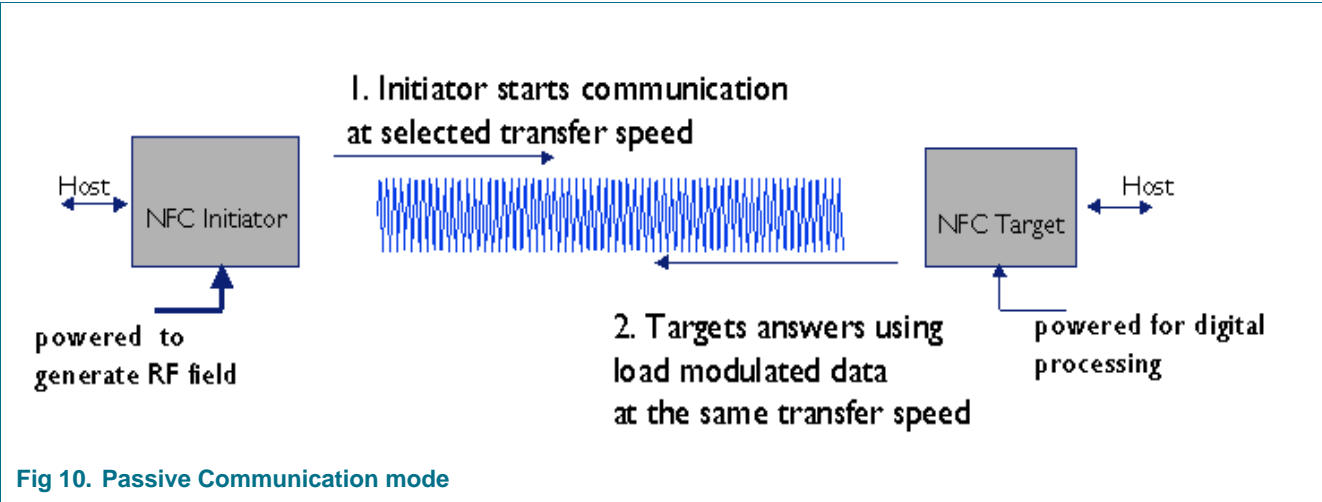 1. Initiator starts communication
at selected transfer speed
Host
NFC Initiator
NFC Target
Host
powered to
generate RF field
2. Targets answers using
load modulated data
at the same transfer speed
powered for digital
processing
Fig 10. Passive Communication mode